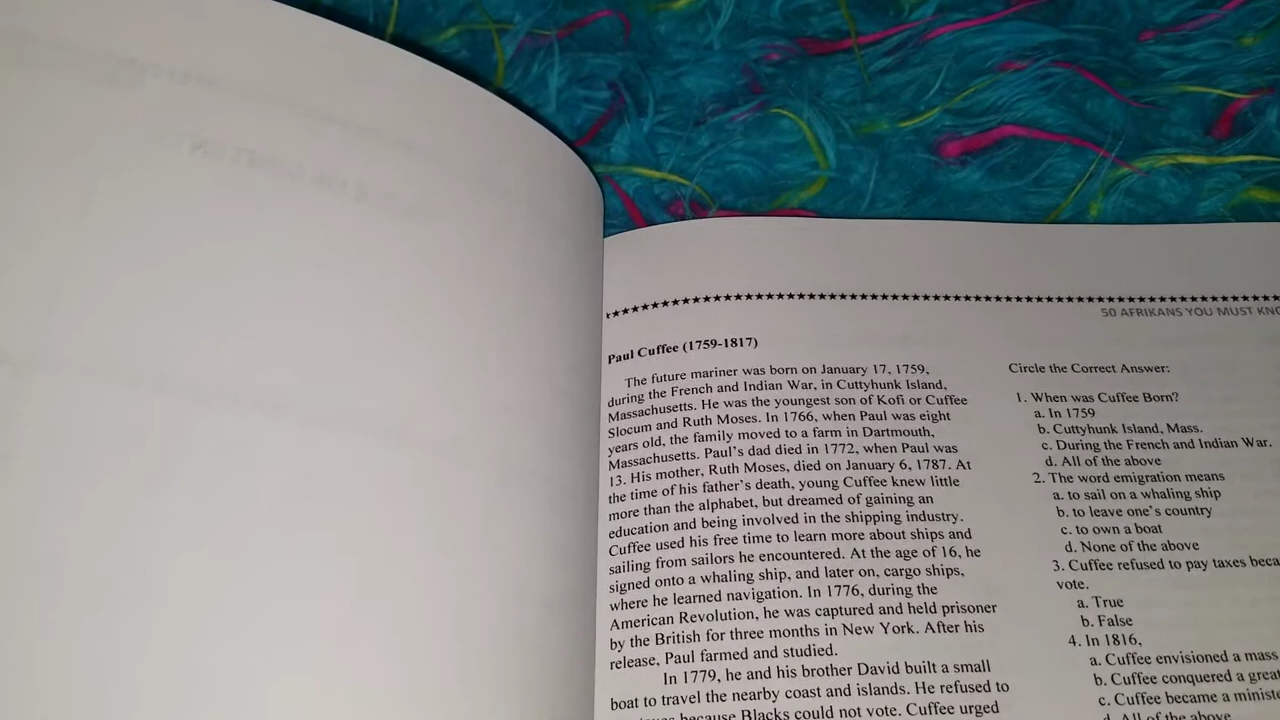 50 AFRIKANS YOU MUST
Paul Cuffee (1759-1817)
The future mariner was born on January 17, 1759,
during the French and Indian War, in Cuttyhunk Island,
Massachusetts. He was the youngest son of Kofi or Cuffee
Slocum and Ruth Moses. In 1766, when Paul was eight
years old, the family moved to a farm in Dartmouth,
Massachusetts. Paul's dad died in 1772, when Paul was
13. His mother, Ruth Moses, died on January 6, 1787. At
the time of his father's death, young Cuffee knew little
more than the alphabet, but dreamed of gaining an
education and being involved in the shipping industry.
Cuffee used his free time to learn more about ships and
sailing from sailors he encountered. At the age of 16, he
signed onto a whaling ship, and later on, cargo ships,
where he learned navigation. In 1776, during the
American Revolution, he was captured and held prisoner
by the British for three months in New York. After his
release, Paul farmed and studied.
In 1779, he and his brother David built a small
boat to travel the nearby coast and islands. He refused to
because Blacks could not vote. Cuffee urged
Circle the Correct Answer:
1. When was Cuffee Born?
a. In 1759
b. Cuttyhunk Island, Mass.
c. During the French and Indian War.
d. All of the above
2. The word emigration means
a. to sail on a whaling ship
b. to leave one's country
c. to own a boat
d. None of the above
3. Cuffee refused to pay taxes
vote.
a. True
b. False
4. In 1816,
a. Cuffee envisioned a mass
b. Cuffee conquered a
c. Cuffee became a
d. All of the above